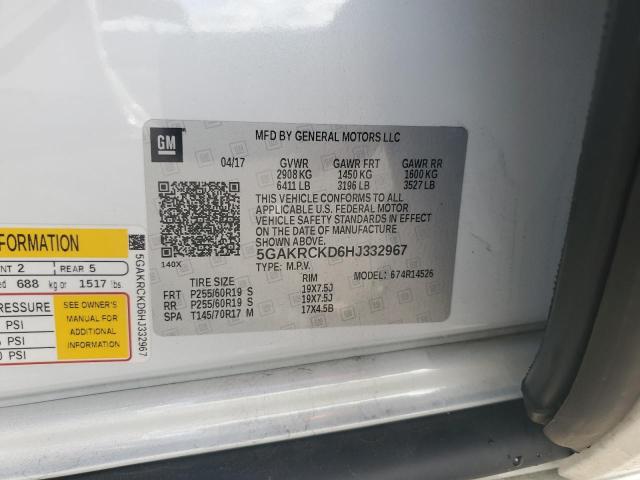 GM
MFD BY GENERAL MOTORS LLC
04/17 GVWR GAWR FRT GAWR RR
2908 KG 1450 KG 1600 KG
6411 LB 3196 LB 3527 LB
THIS VEHICLE CONFORMS TO ALL
APPLICABLE U.S. FEDERAL MOTOR
VEHICLE SAFETY STANDARDS IN EFFECT
ON THE DATE OF MANUFACTURE SHOWN ABOVE.
140X
5GAKRCKD6HJ332967
TYPE: M.P.V. MODEL: 674R14526
TIRE SIZE RIM
FRT P255/60R19 S 19X7.5J
RR P255/60R19 S 19X7.5J
SPA T145/70R17 M 17X4.5B
FORMATION
NT 2 REAR 5
ed 688 kg or 1517 lbs.
PRESSURE
PSI
PSI
0 PSI
SEE OWNER'S
MANUAL FOR
ADDITIONAL
INFORMATION
5GAKRCKD6HJ332967